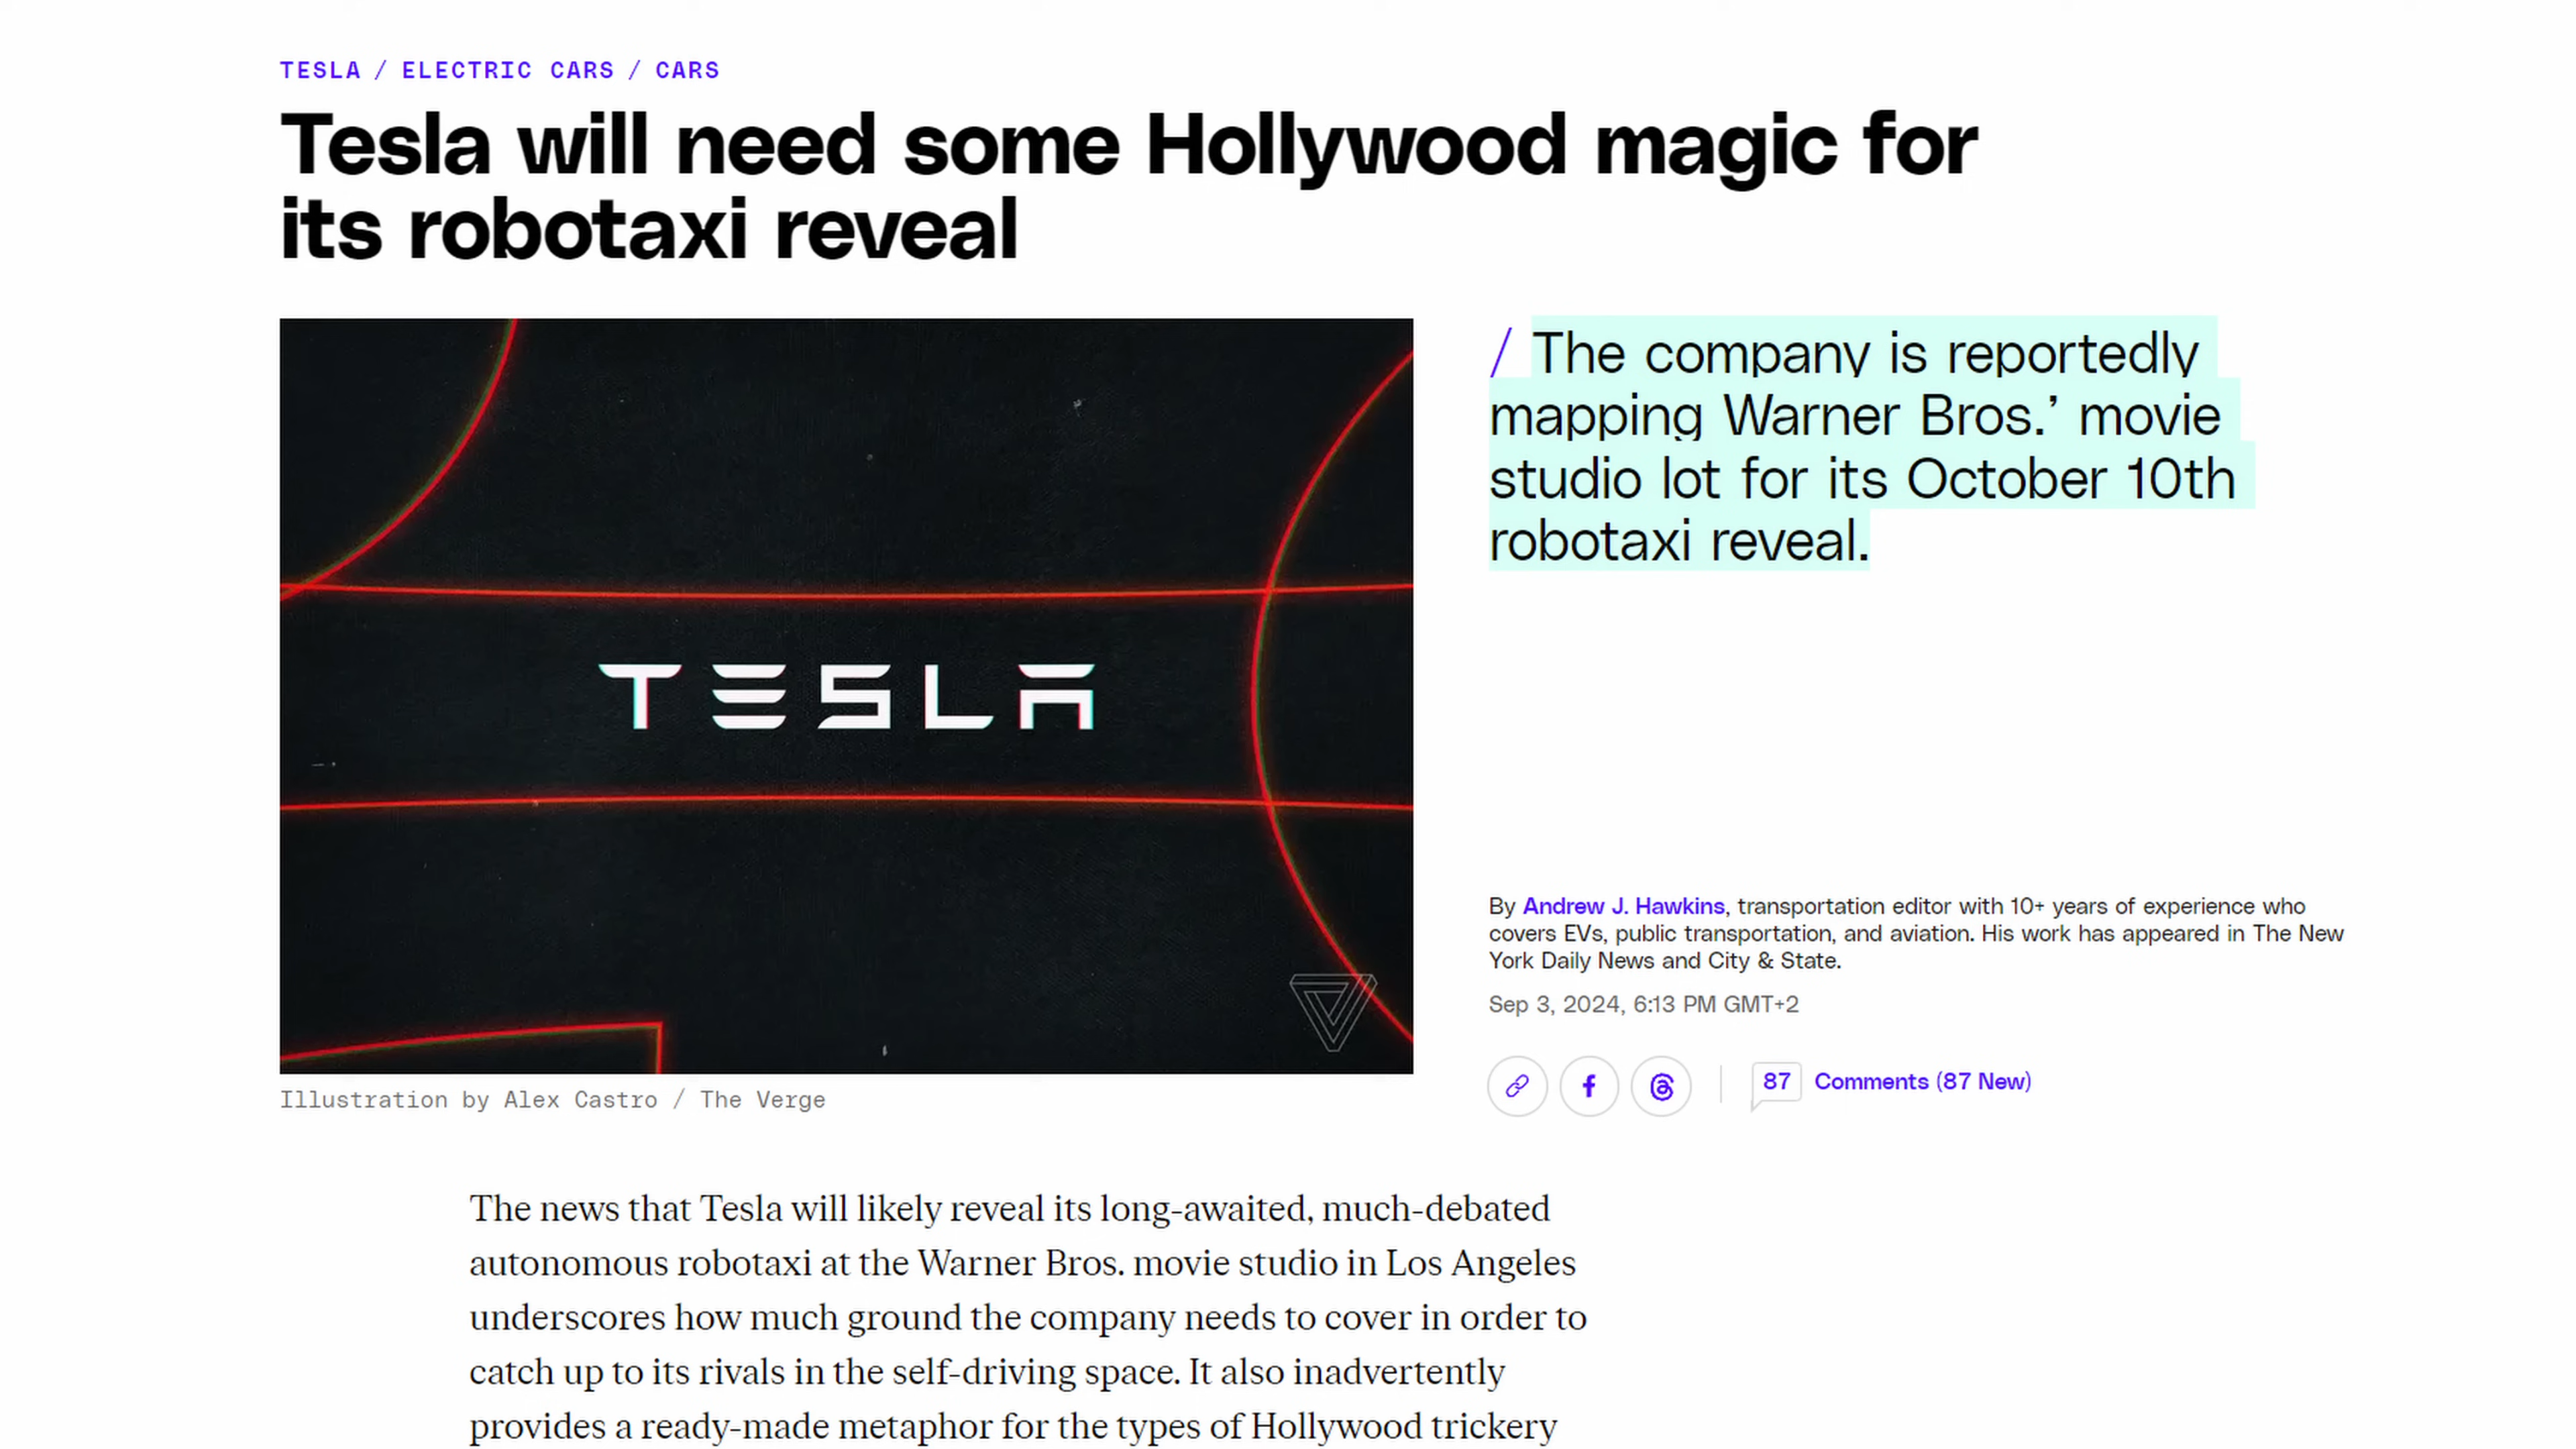 TESLA / ELECTRIC CARS / CARS
Tesla will need some Hollywood magic for
its robotaxi reveal
TESLA
/ The company is reportedly
mapping Warner Bros.’ movie
studio lot for its October 10th
robotaxi reveal.
By Andrew J. Hawkins, transportation editor with 10+ years of experience who
covers EVs, public transportation, and aviation. His work has appeared in The New
York Daily News and City & State.
Sep 3, 2024, 6:13 PM GMT+2
87 Comments (87 New)
Illustration by Alex Castro / The Verge
The news that Tesla will likely reveal its long-awaited, much-debated
autonomous robotaxi at the Warner Bros. movie studio in Los Angeles
underscores how much ground the company needs to cover in order to
catch up to its rivals in the self-driving space. It also inadvertently
provides a ready-made metaphor for the types of Hollywood trickery